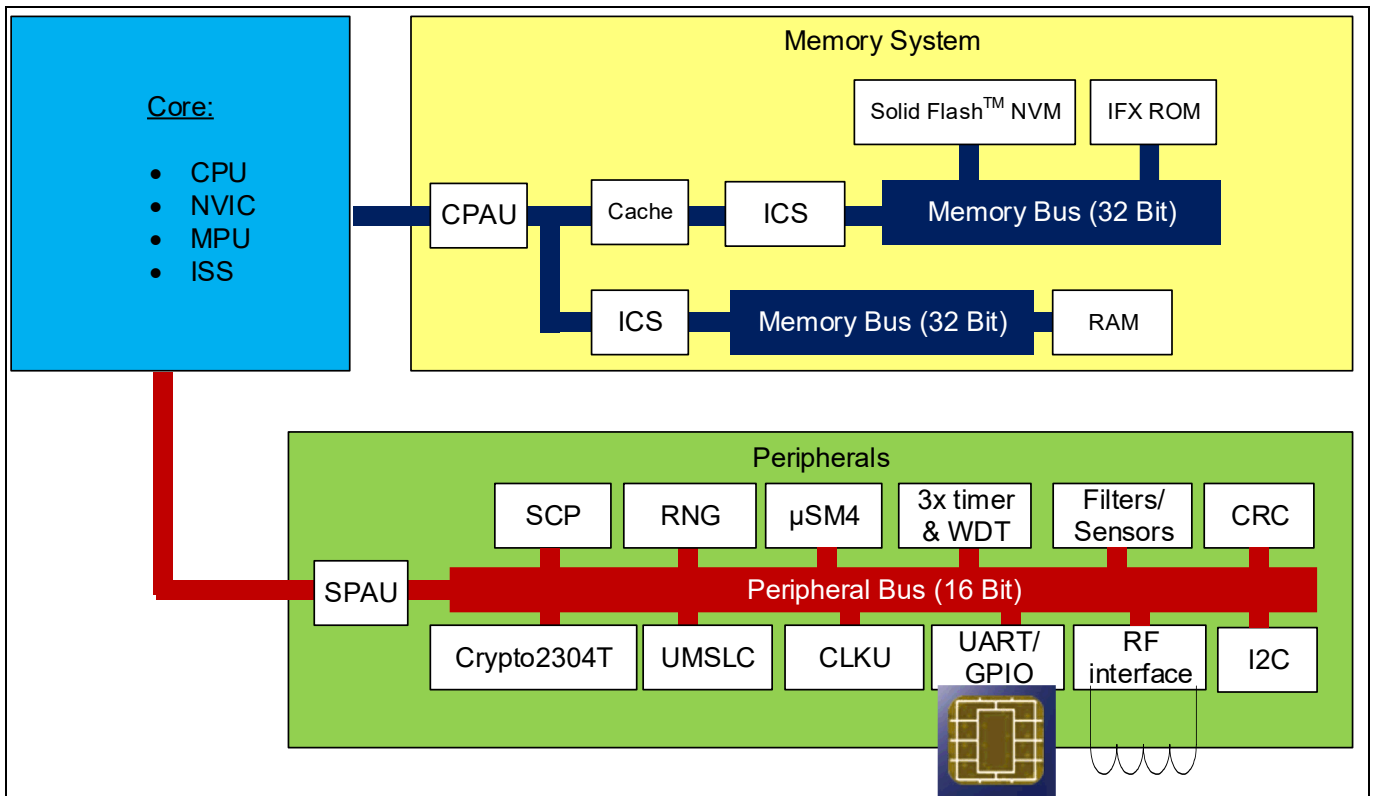 Core:
• CPU
• NVIC
• MPU
• ISS
Memory System
Solid Flash™ NVM
IFX ROM
CPAU
Cache
ICS
Memory Bus (32 Bit)
ICS
Memory Bus (32 Bit)
RAM
Peripherals
SCP
RNG
µSM4
3x timer
& WDT
Filters/
Sensors
CRC
SPAU
Peripheral Bus (16 Bit)
Crypto2304T
UMSLC
CLKU
UART/
GPIO
RF
interface
I2C